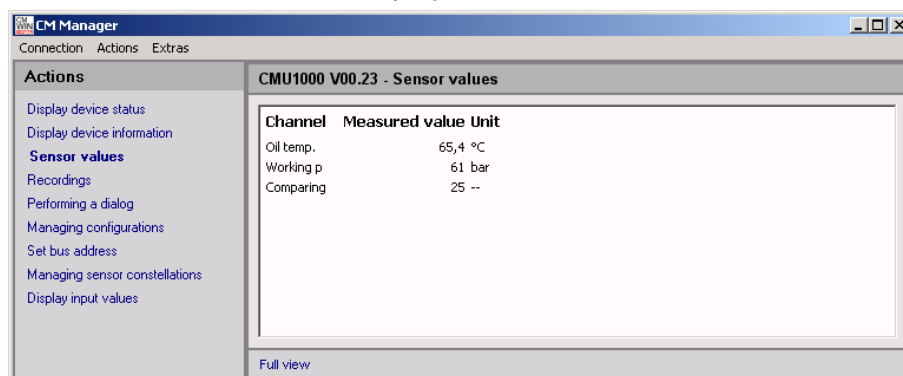 CM WIN CM Manager
Connection Actions Extras
Actions
Display device status
Display device information
Sensor values
Recordings
Performing a dialog
Managing configurations
Set bus address
Managing sensor constellations
Display input values
CMU1000 V00.23 - Sensor values
Channel Measured value Unit
Oil temp. 65,4 °C
Working p 61 bar
Comparing 25 --
Full view